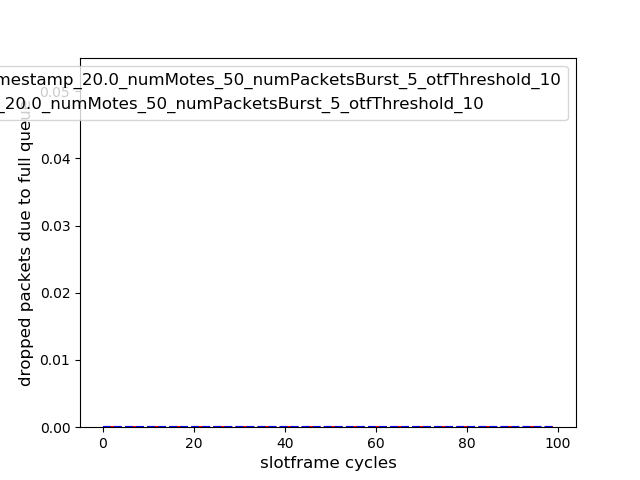 mestamp_20.0_numMotes_50_numPacketsBurst_5_otfThreshold_10
_20.0_numMotes_50_numPacketsBurst_5_otfThreshold_10
0.05
0.04
0.03
0.02
0.01
0.00
dropped packets due to full queue
0 20 40 60 80 100
slotframe cycles